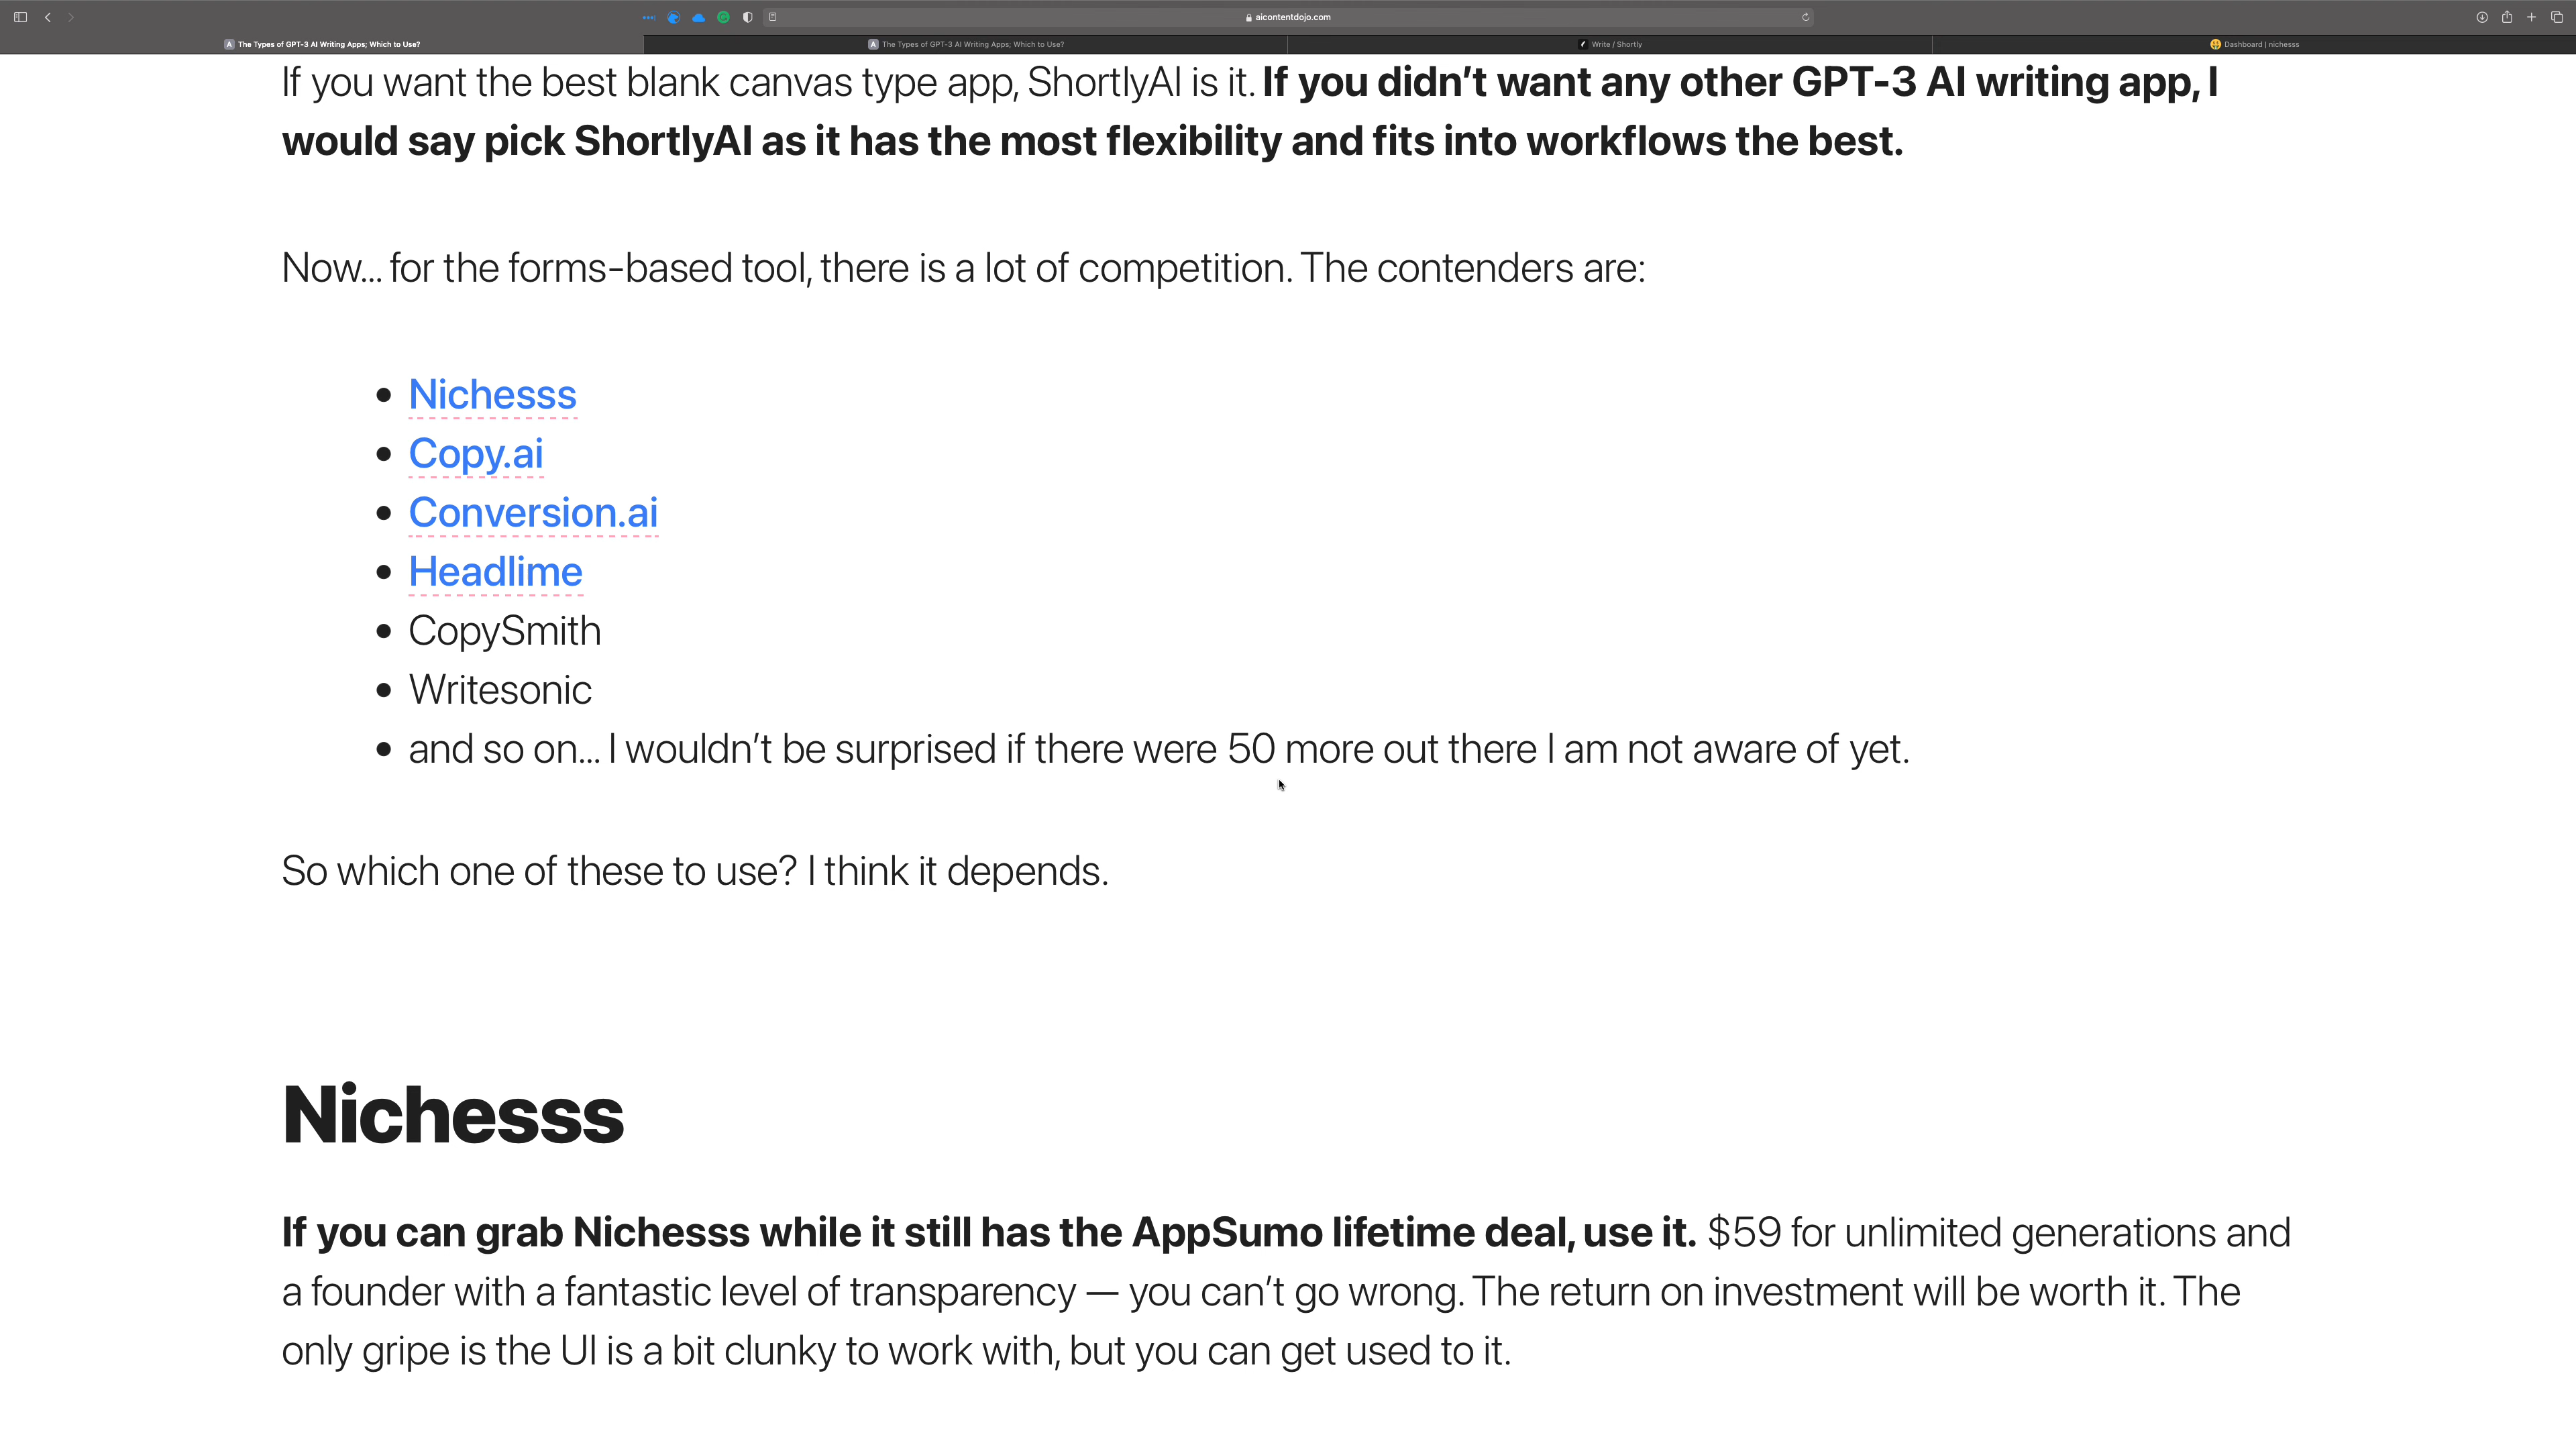 aicontentdojo.com
The Types of GPT-3 AI Writing Apps; Which to Use?
The Types of GPT-3 AI Writing Apps; Which to Use?
Write / Shortly
Dashboard | nichesss
If you want the best blank canvas type app, ShortlyAI is it. If you didn’t want any other GPT-3 AI writing app, I
would say pick ShortlyAI as it has the most flexibility and fits into workflows the best.
Now... for the forms-based tool, there is a lot of competition. The contenders are:
• Nichesss
• Copy.ai
• Conversion.ai
• Headlime
• CopySmith
• Writesonic
• and so on... I wouldn’t be surprised if there were 50 more out there I am not aware of yet.
So which one of these to use? I think it depends.
Nichesss
If you can grab Nichesss while it still has the AppSumo lifetime deal, use it. $59 for unlimited generations and
a founder with a fantastic level of transparency — you can’t go wrong. The return on investment will be worth it. The
only gripe is the UI is a bit clunky to work with, but you can get used to it.